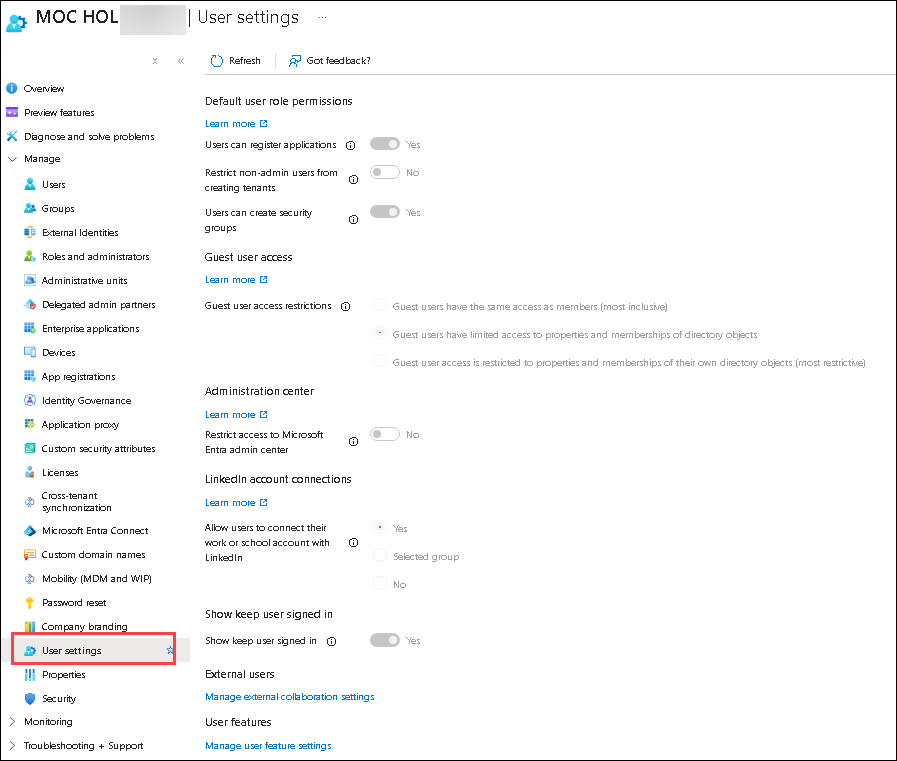 MOC HOL | User settings ...
Refresh
Got feedback?
Overview
Preview features
Diagnose and solve problems
Manage
Users
Groups
External Identities
Roles and administrators
Administrative units
Delegated admin partners
Enterprise applications
Devices
App registrations
Identity Governance
Application proxy
Custom security attributes
Licenses
Cross-tenant
synchronization
Microsoft Entra Connect
Custom domain names
Mobility (MDM and WIP)
Password reset
Company branding
User settings
Properties
Security
Monitoring
Troubleshooting + Support
Default user role permissions
Learn more
Users can register applications
Yes
Restrict non-admin users from
creating tenants
No
Users can create security
groups
Yes
Guest user access
Learn more
Guest user access restrictions
Guest users have the same access as members (most inclusive)
Guest users have limited access to properties and memberships of directory objects
Guest user access is restricted to properties and memberships of their own directory objects (most restrictive)
Administration center
Learn more
Restrict access to Microsoft
Entra admin center
No
LinkedIn account connections
Learn more
Allow users to connect their
work or school account with
LinkedIn
Yes
Selected group
No
Show keep user signed in
Show keep user signed in
Yes
External users
Manage external collaboration settings
User features
Manage user feature settings